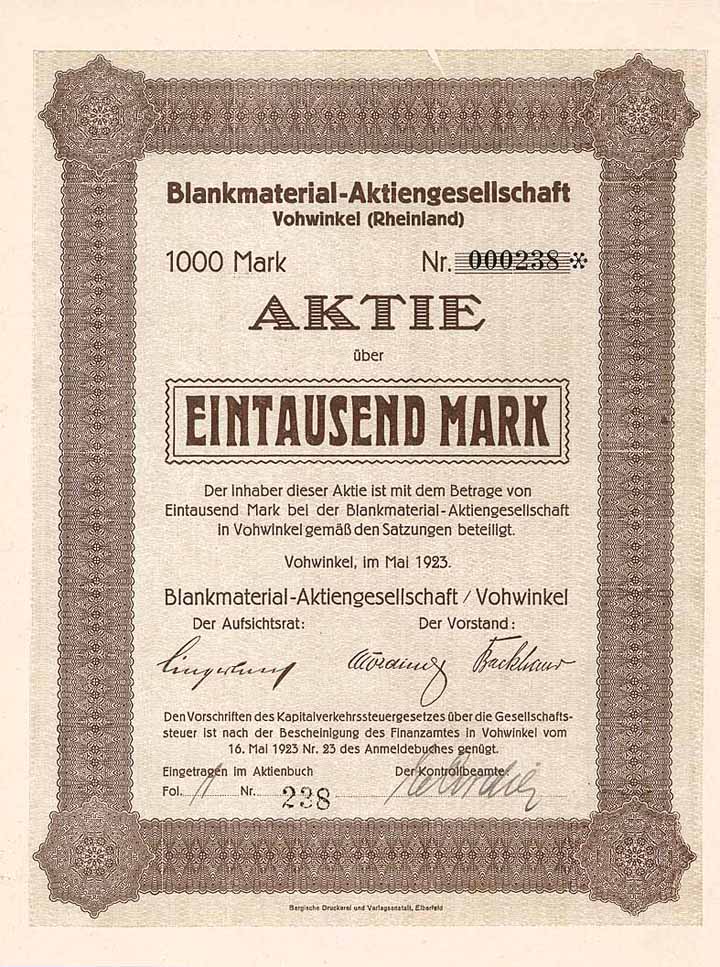 Blankmaterial-Aktiengesellschaft
Vohwinkel (Rheinland)
1000 Mark Nr. 000238 *
AKTIE
über
EINTAUSEND MARK
Der Inhaber dieser Aktie ist mit dem Betrage von
Eintausend Mark bei der Blankmaterial-Aktiengesellschaft
in Vohwinkel gemäß den Satzungen beteiligt.
Vohwinkel, im Mai 1923.
Blankmaterial-Aktiengesellschaft / Vohwinkel
Der Aufsichtsrat: Der Vorstand:
Backhaus
Den Vorschriften des Kapitalverkehrssteuergesetzes über die Gesellschafts-
steuer ist nach der Bescheinigung des Finanzamtes in Vohwinkel vom
16. Mai 1923 Nr. 23 des Anmeldebuches genügt.
Eingetragen im Aktienbuch Der Kontrollbeamte:
Fol. Nr. 238
Bergische Druckerei und Verlagsanstalt, Elberfeld